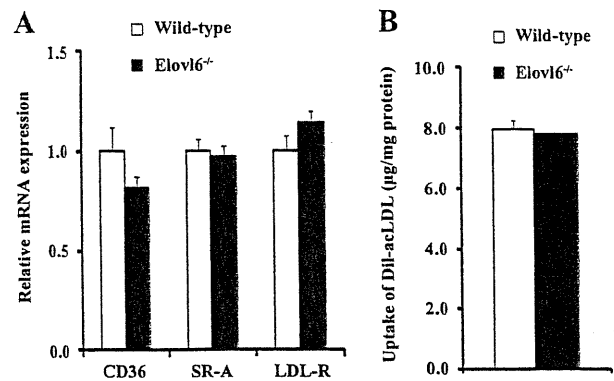 A
Wild-type
Elovl6-/-
Relative mRNA expression
1.5
1.0
0.5
0.0
CD36
SR-A
LDL-R
B
Wild-type
Elovl6-/-
Uptake of Dil-acLDL (µg/mg protein)
10.0
8.0
6.0
4.0
2.0
0.0